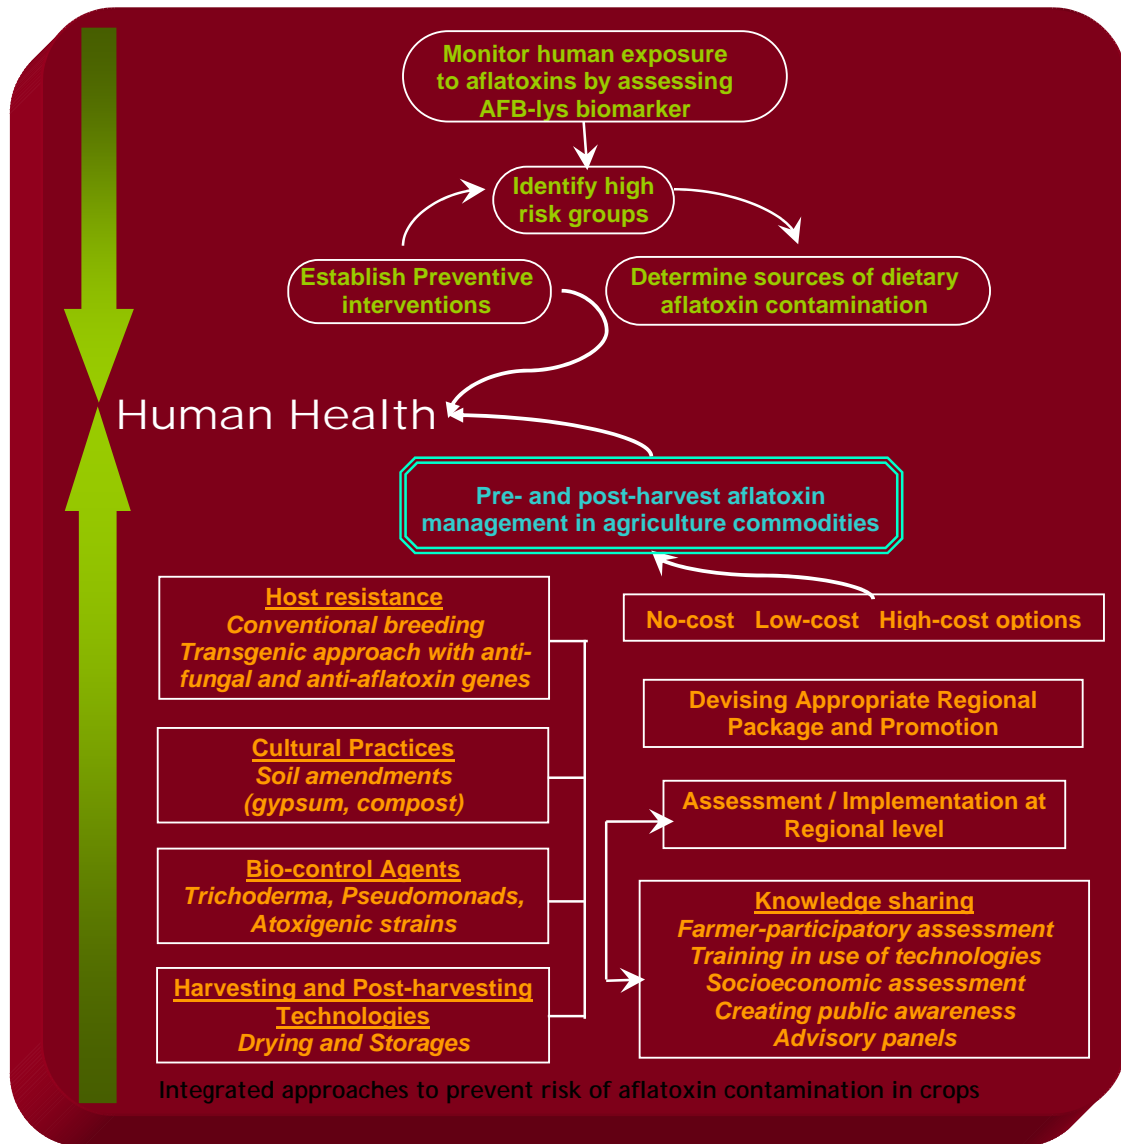 Monitor human exposure
to aflatoxins by assessing
AFB-lys biomarker
Identify high
risk groups
Establish Preventive
interventions
Determine sources of dietary
aflatoxin contamination
Human Health
Pre- and post-harvest aflatoxin
management in agriculture commodities
Host resistance
Conventional breeding
Transgenic approach with anti-
fungal and anti-aflatoxin genes
Cultural Practices
Soil amendments
(gypsum, compost)
Bio-control Agents
Trichoderma, Pseudomonads,
Atoxigenic strains
Harvesting and Post-harvesting
Technologies
Drying and Storages
No-cost Low-cost High-cost options
Devising Appropriate Regional
Package and Promotion
Assessment / Implementation at
Regional level
Knowledge sharing
Farmer-participatory assessment
Training in use of technologies
Socioeconomic assessment
Creating public awareness
Advisory panels
Integrated approaches to prevent risk of aflatoxin contamination in crops